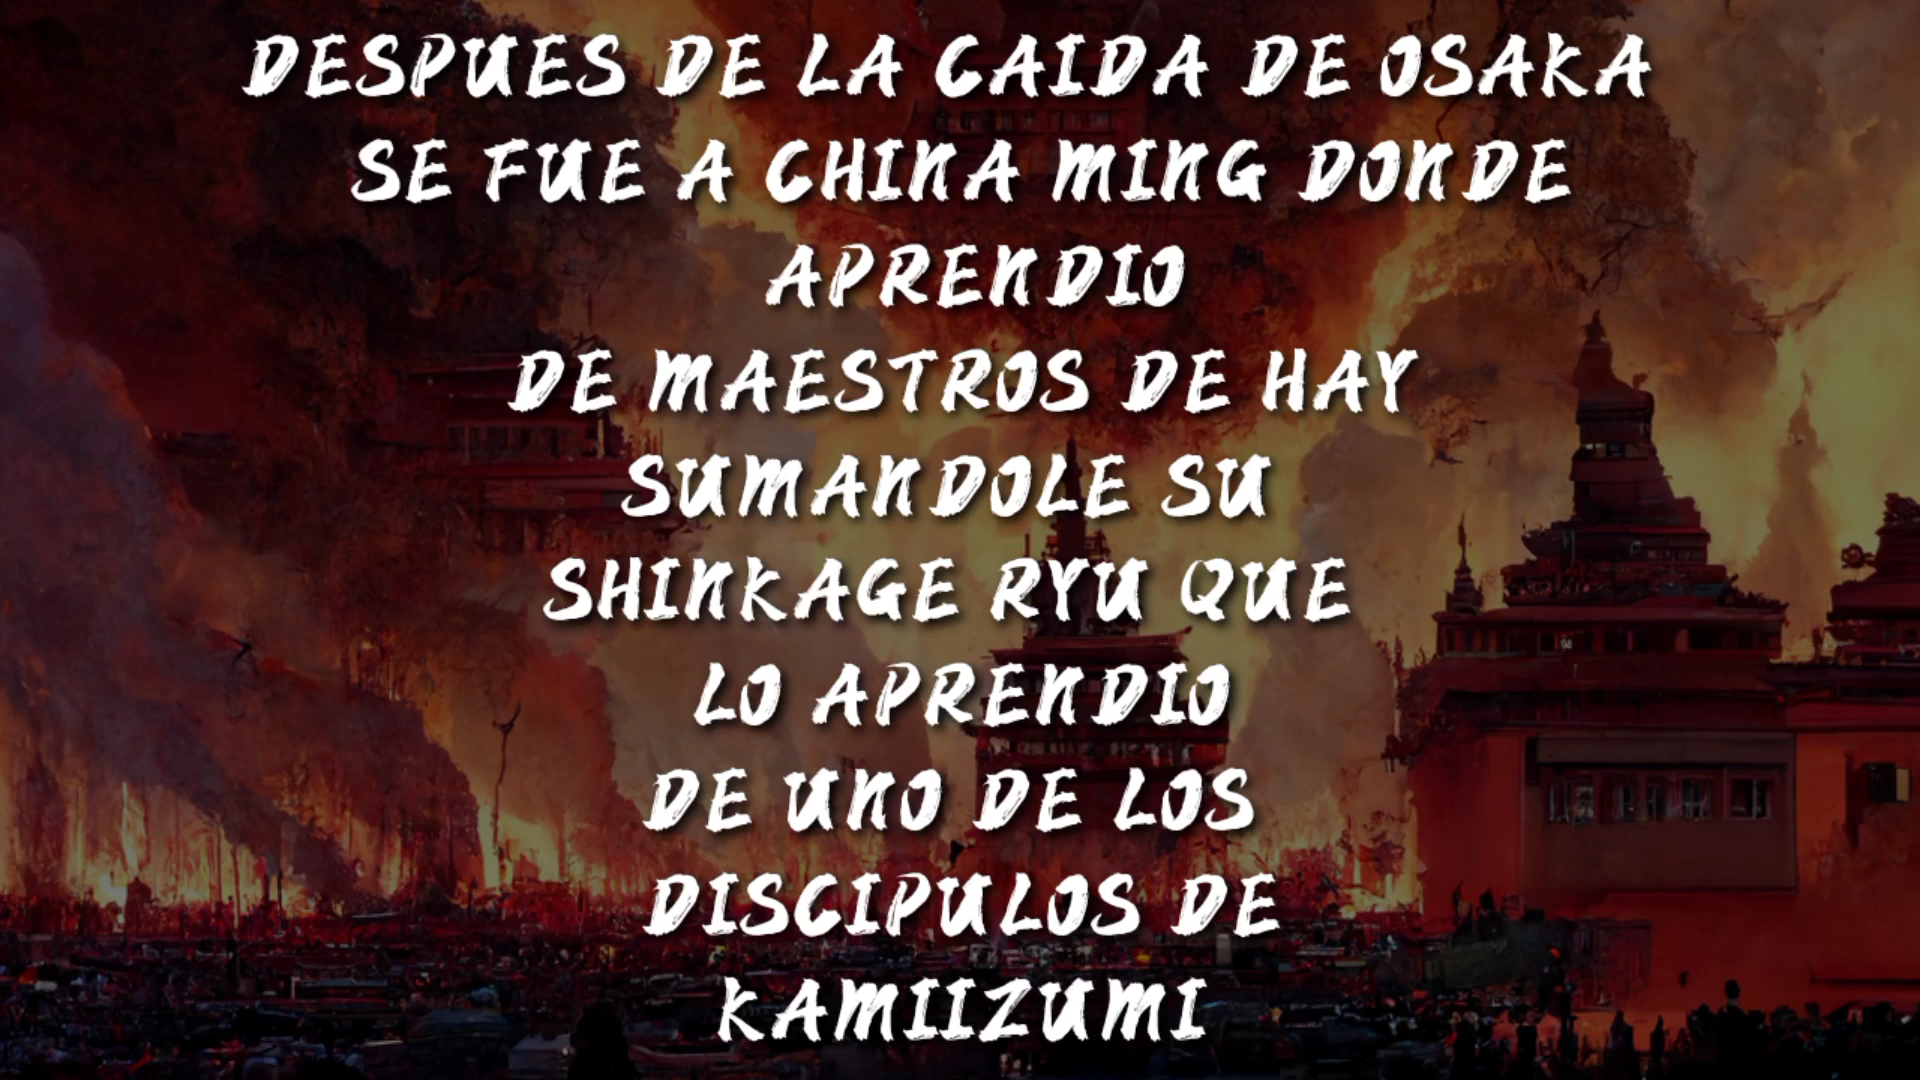 DESPUES DE LA CAIDA DE OSAKA
SE FUE A CHINA MING DONDE
APRENDIO
DE MAESTROS DE HAY
SUMANDOLE SU
SHINKAGE RYU QUE
LO APRENDIO
DE UNO DE LOS
DISCIPULOS DE
KAMIIZUMI